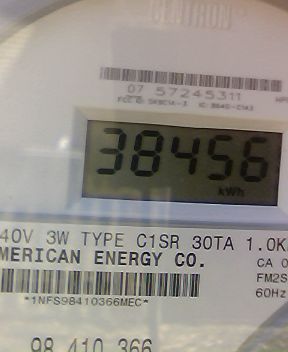 CENTRON
07 57245311
38456
kWh
40V 3W TYPE C1SR 30TA 1.0K
MERICAN ENERGY CO.
CA 0
FM2S
60Hz
*1NFS98410366MEC*
98 410 366